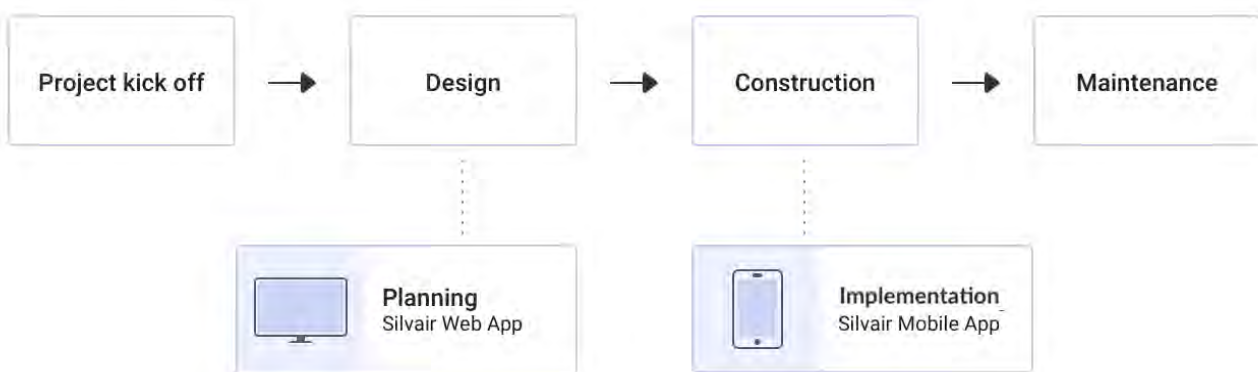 Project kick off
Design
Construction
Maintenance
Planning
Silvair Web App
Implementation
Silvair Mobile App